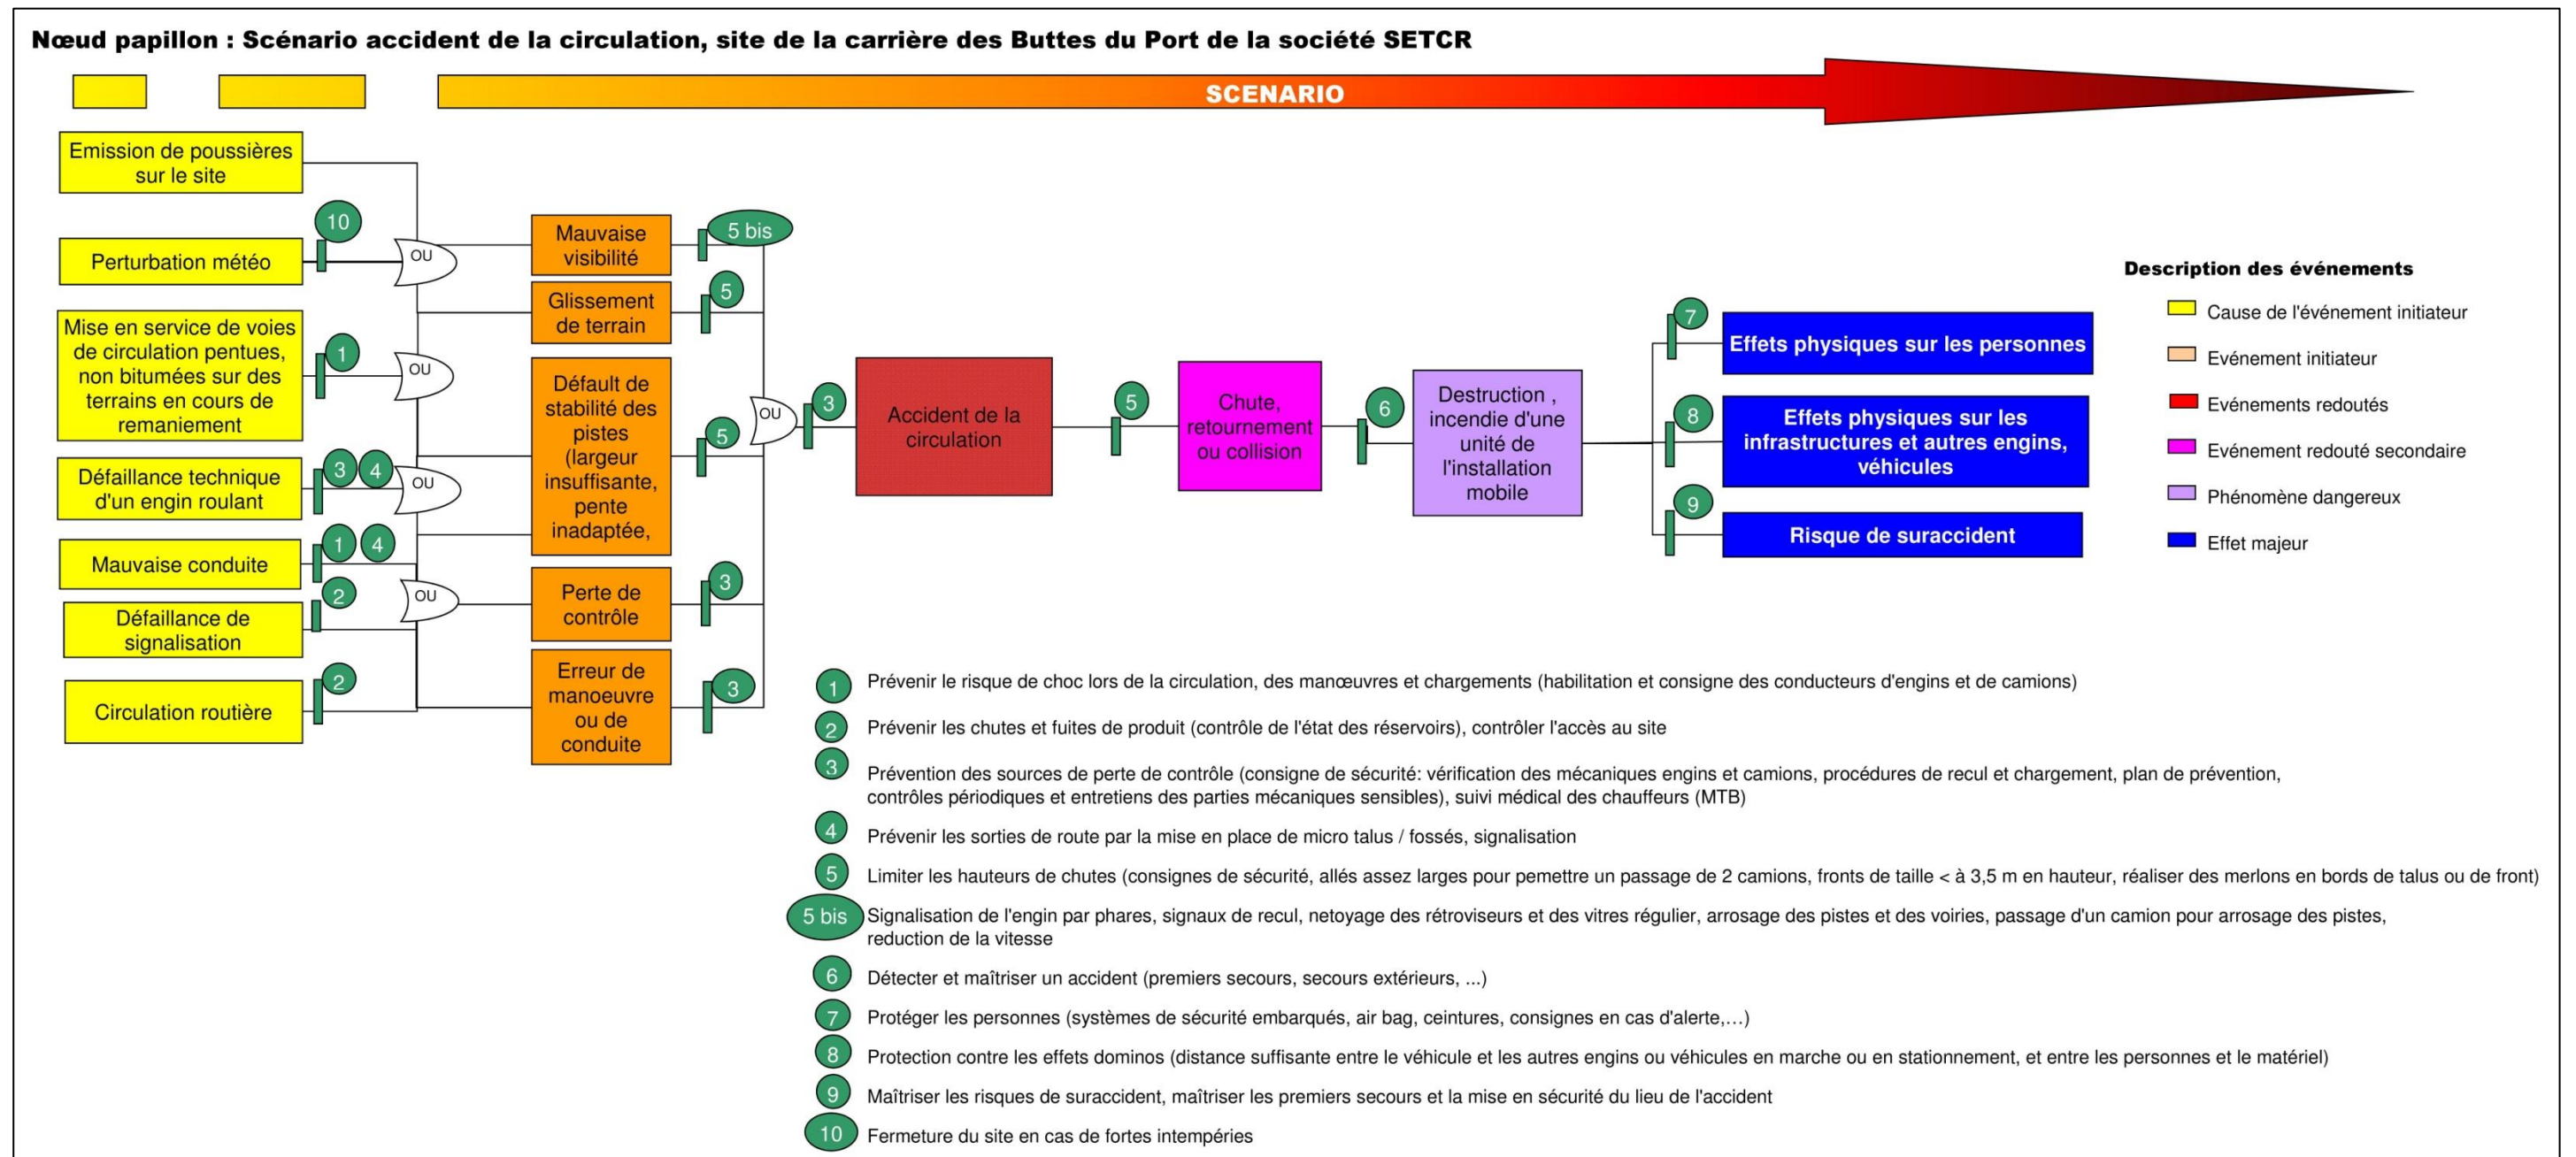 Nœud papillon : Scénario accident de la circulation, site de la carrière des Buttes du Port de la société SETCR
SCENARIO
Emission de poussières
sur le site
10
Perturbation météo
OU
Mise en service de voies
de circulation pentues,
non bitumées sur des
terrains en cours de
remaniement
1
OU
Défaillance technique
d'un engin roulant
3
4
OU
Mauvaise conduite
1
4
Défaillance de
signalisation
2
OU
Circulation routière
2
Mauvaise
visibilité
5 bis
Glissement
de terrain
5
Défault de
stabilité des
pistes
(largeur
insuffisante,
pente
inadaptée,
5
Perte de
contrôle
3
Erreur de
manoeuvre
ou de
conduite
3
OU
3
Accident de la
circulation
5
Chute,
retournement
ou collision
6
Destruction ,
incendie d'une
unité de
l'installation
mobile
7
Effets physiques sur les personnes
8
Effets physiques sur les
infrastructures et autres engins,
véhicules
9
Risque de suraccident
Description des événements
Cause de l'événement initiateur
Evénement initiateur
Evénements redoutés
Evénement redouté secondaire
Phénomène dangereux
Effet majeur
1 Prévenir le risque de choc lors de la circulation, des manœuvres et chargements (habilitation et consigne des conducteurs d'engins et de camions)
2 Prévenir les chutes et fuites de produit (contrôle de l'état des réservoirs), contrôler l'accès au site
3 Prévention des sources de perte de contrôle (consigne de sécurité: vérification des mécaniques engins et camions, procédures de recul et chargement, plan de prévention,
contrôles périodiques et entretiens des parties mécaniques sensibles), suivi médical des chauffeurs (MTB)
4 Prévenir les sorties de route par la mise en place de micro talus / fossés, signalisation
5 Limiter les hauteurs de chutes (consignes de sécurité, allés assez larges pour pemettre un passage de 2 camions, fronts de taille < à 3,5 m en hauteur, réaliser des merlons en bords de talus ou de front)
5 bis Signalisation de l'engin par phares, signaux de recul, netoyage des rétroviseurs et des vitres régulier, arrosage des pistes et des voiries, passage d'un camion pour arrosage des pistes,
reduction de la vitesse
6 Détecter et maîtriser un accident (premiers secours, secours extérieurs, ...)
7 Protéger les personnes (systèmes de sécurité embarqués, air bag, ceintures, consignes en cas d'alerte,...)
8 Protection contre les effets dominos (distance suffisante entre le véhicule et les autres engins ou véhicules en marche ou en stationnement, et entre les personnes et le matériel)
9 Maîtriser les risques de suraccident, maîtriser les premiers secours et la mise en sécurité du lieu de l'accident
10 Fermeture du site en cas de fortes intempéries